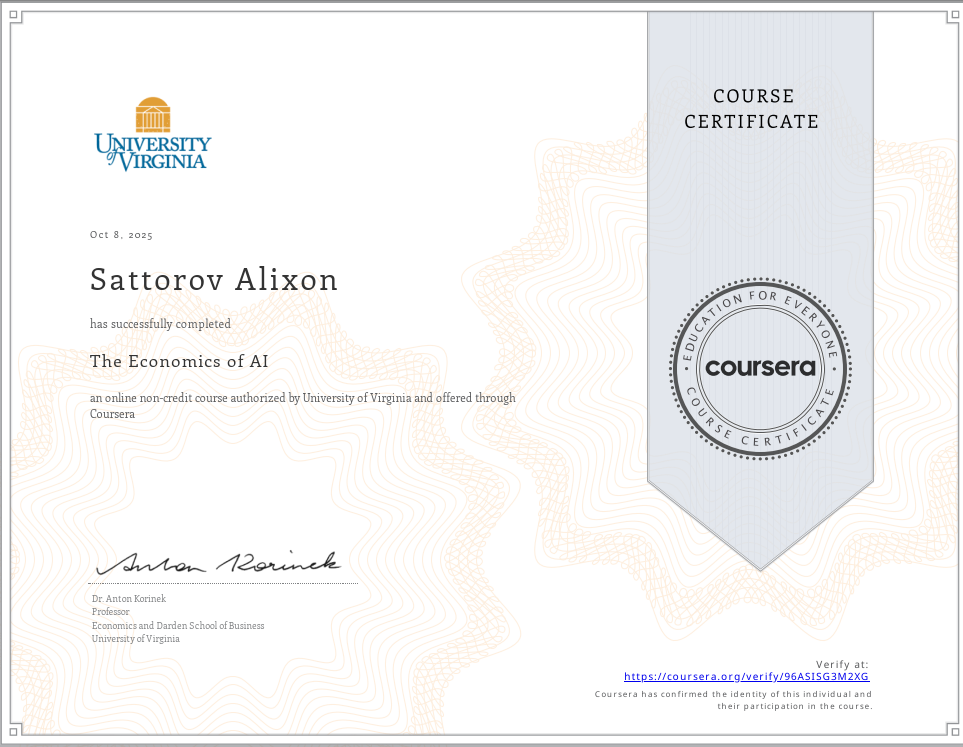 COURSE
CERTIFICATE
UNIVERSITY
of VIRGINIA
Oct 8, 2025
Sattorov Alixon
has successfully completed
The Economics of AI
an online non-credit course authorized by University of Virginia and offered through
Coursera
EDUCATION FOR EVERYONE
coursera
COURSE CERTIFICATE
Anton Korinek
Dr. Anton Korinek
Professor
Economics and Darden School of Business
University of Virginia
Verify at:
https://coursera.org/verify/96ASISG3M2XG
Coursera has confirmed the identity of this individual and
their participation in the course.